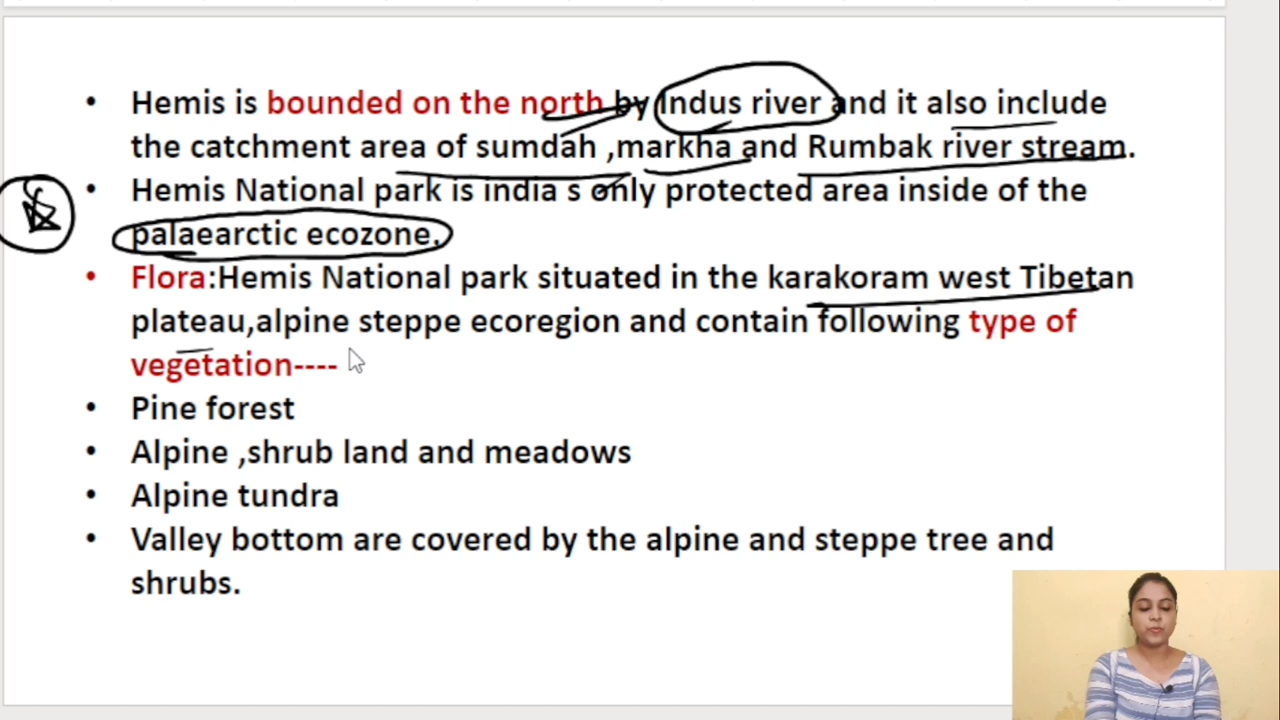 • Hemis is bounded on the north by Indus river and it also include
the catchment area of sumdah ,markha and Rumbak river stream.
• Hemis National park is india s only protected area inside of the
palaearctic ecozone.
• Flora:Hemis National park situated in the karakoram west Tibetan
plateau,alpine steppe ecoregion and contain following type of
vegetation----
• Pine forest
• Alpine ,shrub land and meadows
• Alpine tundra
• Valley bottom are covered by the alpine and steppe tree and
shrubs.